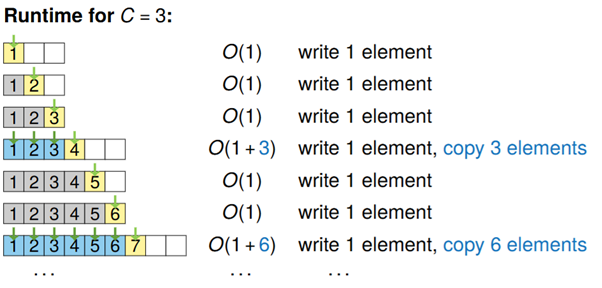 Runtime for C = 3:
1 O(1) write 1 element
1 2 O(1) write 1 element
1 2 3 O(1) write 1 element
1 2 3 4 O(1 + 3) write 1 element, copy 3 elements
1 2 3 4 5 O(1) write 1 element
1 2 3 4 5 6 O(1) write 1 element
1 2 3 4 5 6 7 O(1 + 6) write 1 element, copy 6 elements
... ... ...